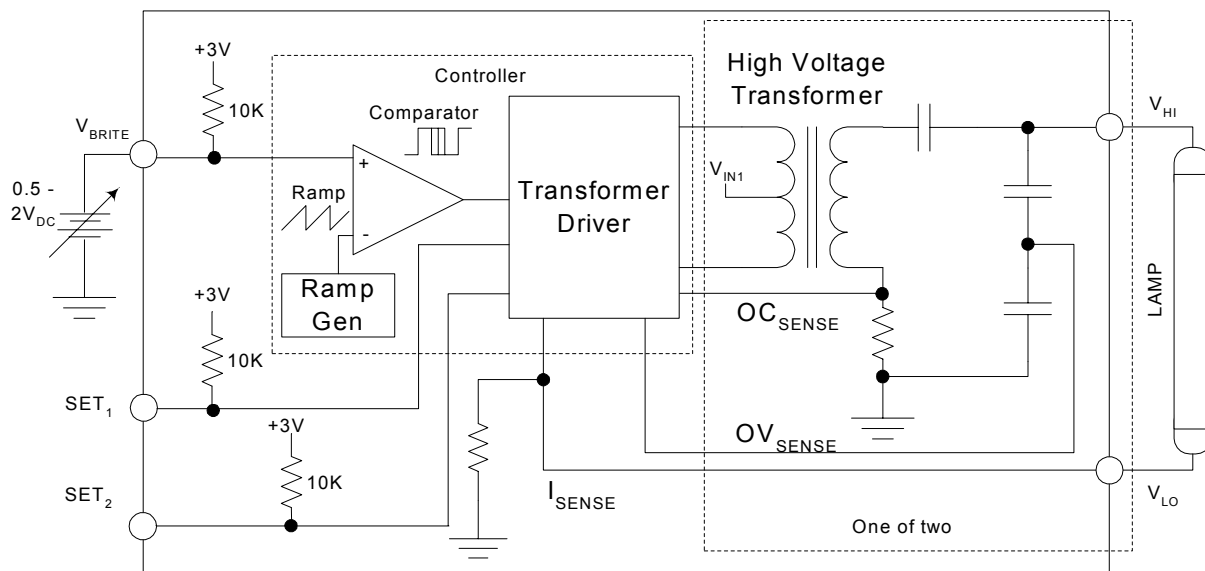 +3V
10K
V_BRITE
0.5 -
2V_DC
Controller
Comparator
+
Ramp
-
Ramp
Gen
Transformer
Driver
High Voltage
Transformer
V_IN1
V_HI
LAMP
OC_SENSE
OV_SENSE
I_SENSE
V_LO
One of two
+3V
10K
SET_1
+3V
10K
SET_2